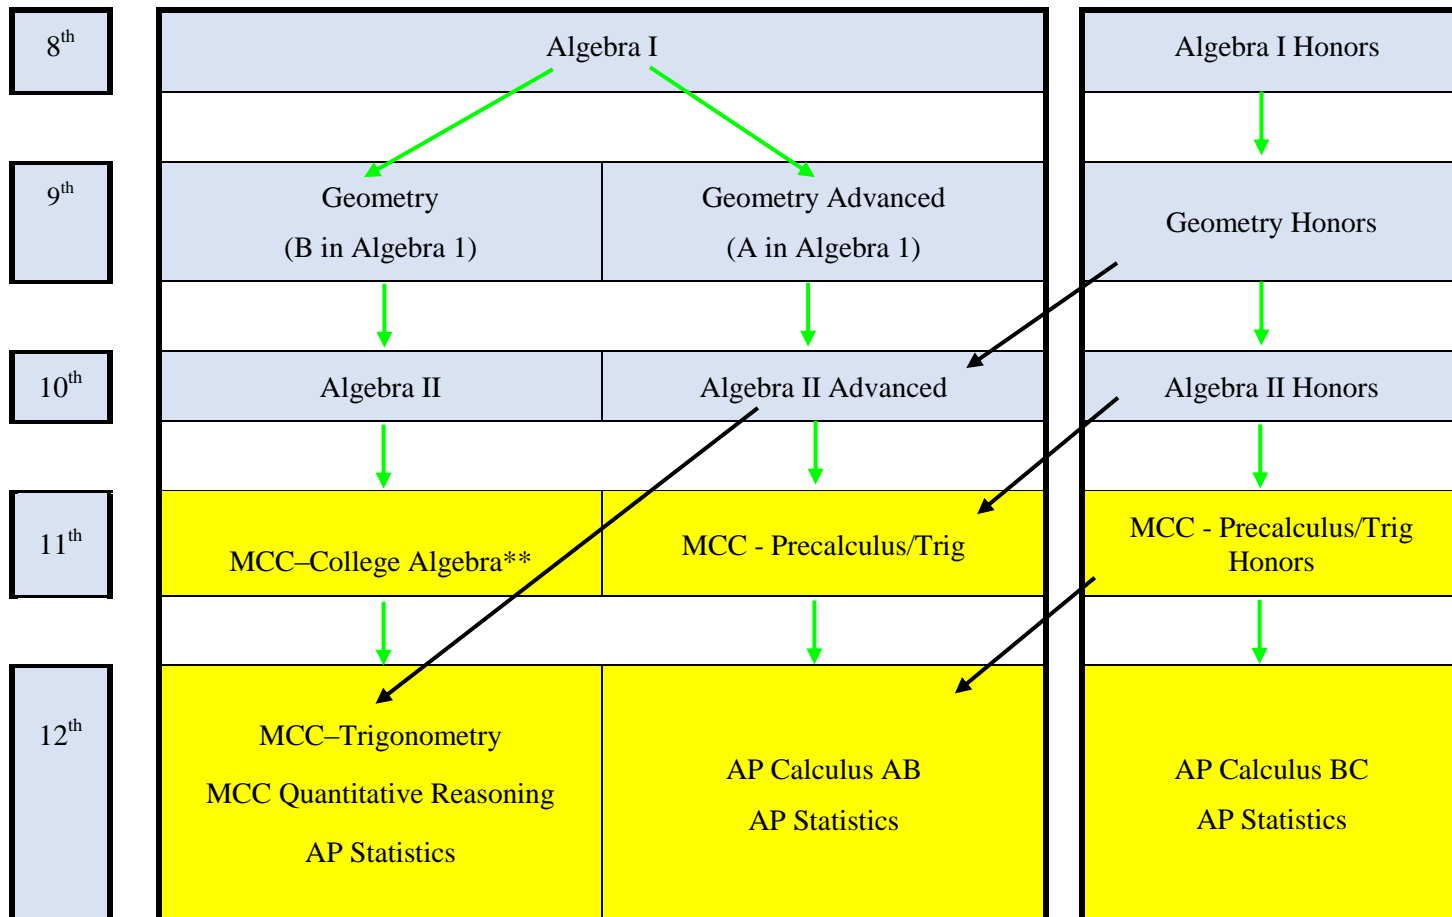 8th
Algebra I
Algebra I Honors
9th
Geometry
(B in Algebra 1)
Geometry Advanced
(A in Algebra 1)
Geometry Honors
10th
Algebra II
Algebra II Advanced
Algebra II Honors
11th
MCC–College Algebra**
MCC - Precalculus/Trig
MCC - Precalculus/Trig
Honors
12th
MCC–Trigonometry
MCC Quantitative Reasoning
AP Statistics
AP Calculus AB
AP Statistics
AP Calculus BC
AP Statistics